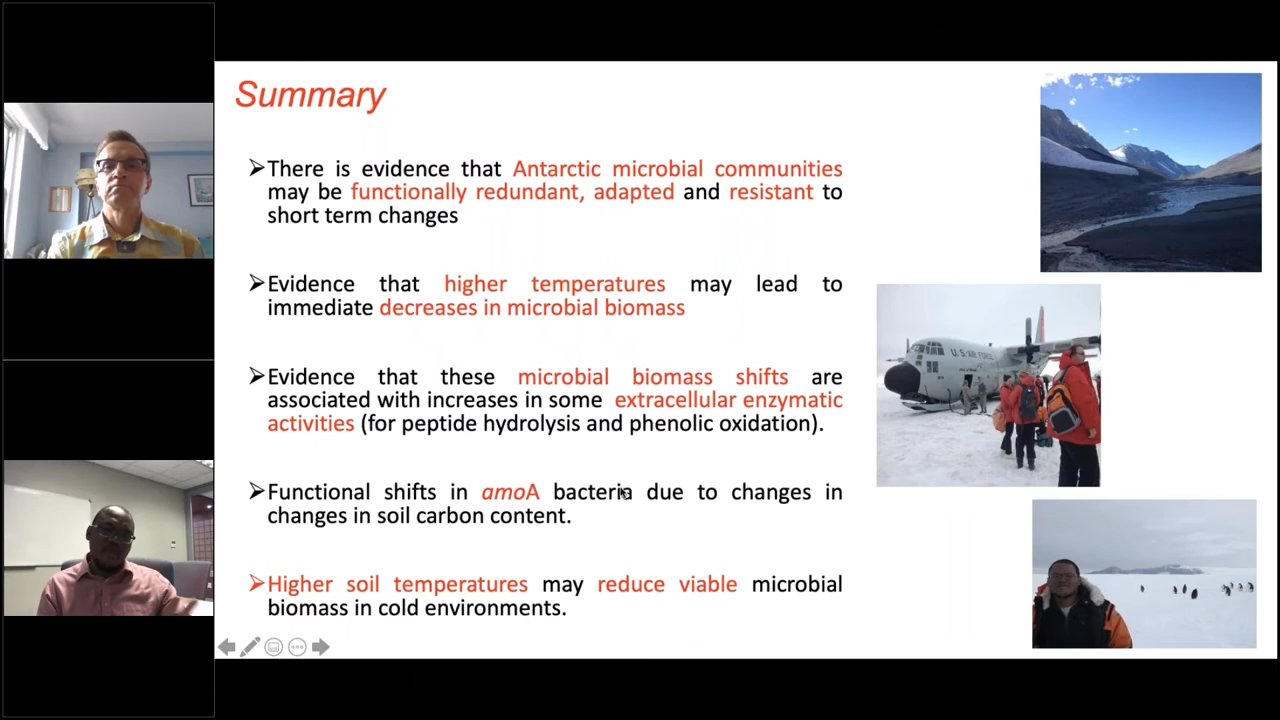 Summary
➢There is evidence that Antarctic microbial communities
may be functionally redundant, adapted and resistant to
short term changes
➢Evidence that higher temperatures may lead to
immediate decreases in microbial biomass
➢Evidence that these microbial biomass shifts are
associated with increases in some extracellular enzymatic
activities (for peptide hydrolysis and phenolic oxidation).
➢Functional shifts in amoA bacteria due to changes in
changes in soil carbon content.
➢Higher soil temperatures may reduce viable microbial
biomass in cold environments.
U.S. AIR FORCE